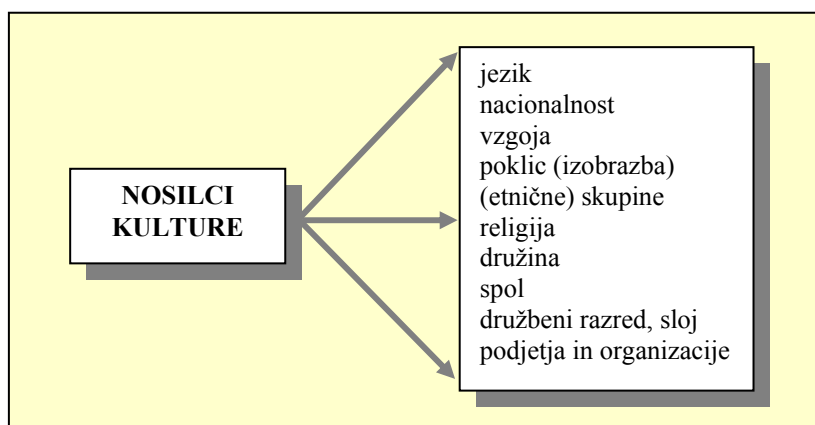 NOSILCI
KULTURE
jezik
nacionalnost
vzgoja
poklic (izobrazba)
(etnične) skupine
religija
družina
spol
družbeni razred, sloj
podjetja in organizacije